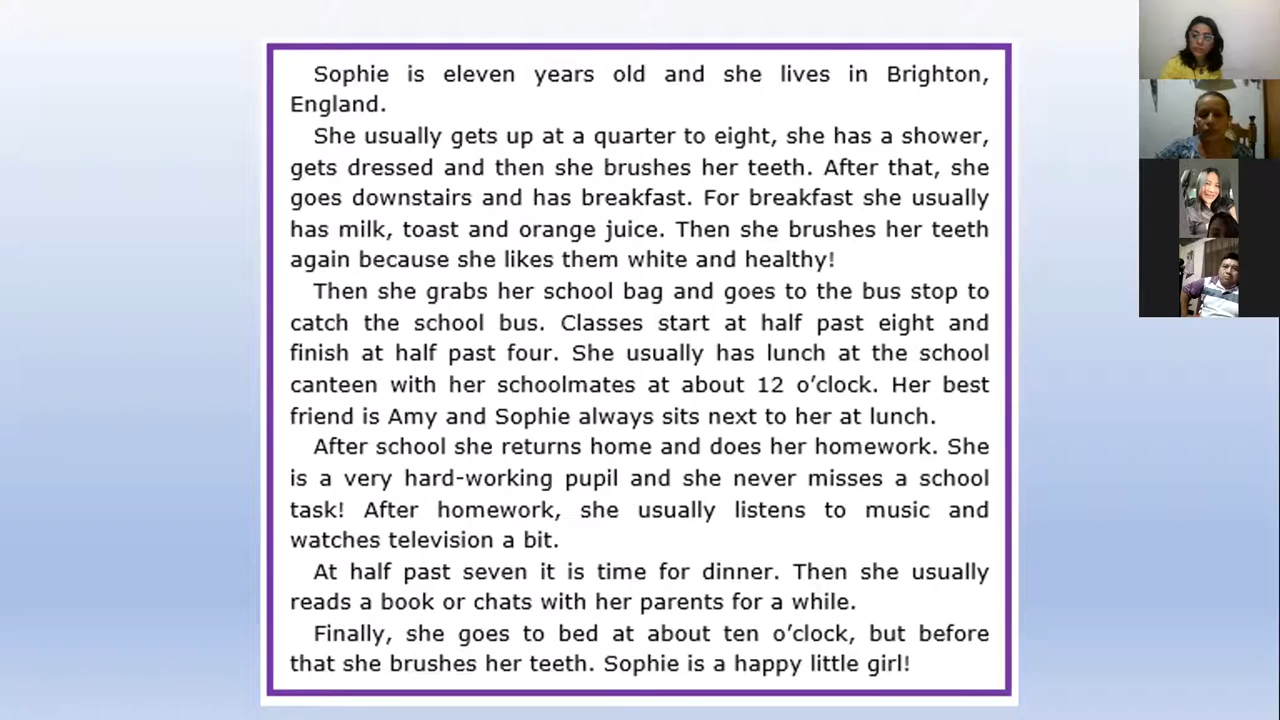 Sophie is eleven years old and she lives in Brighton,
England.
She usually gets up at a quarter to eight, she has a shower,
gets dressed and then she brushes her teeth. After that, she
goes downstairs and has breakfast. For breakfast she usually
has milk, toast and orange juice. Then she brushes her teeth
again because she likes them white and healthy!
Then she grabs her school bag and goes to the bus stop to
catch the school bus. Classes start at half past eight and
finish at half past four. She usually has lunch at the school
canteen with her schoolmates at about 12 o’clock. Her best
friend is Amy and Sophie always sits next to her at lunch.
After school she returns home and does her homework. She
is a very hard-working pupil and she never misses a school
task! After homework, she usually listens to music and
watches television a bit.
At half past seven it is time for dinner. Then she usually
reads a book or chats with her parents for a while.
Finally, she goes to bed at about ten o’clock, but before
that she brushes her teeth. Sophie is a happy little girl!